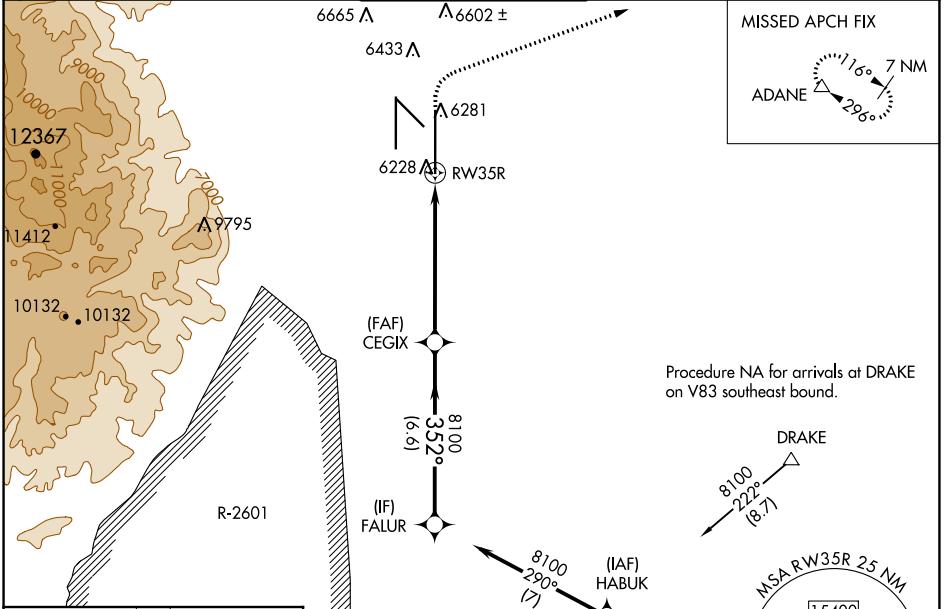 6665
6602 ±
6433
6281
6228
RW35R
MISSED APCH FIX
ADANE
116°
7 NM
296°
9000
10000
12367
11000
7000
9795
11412
10132
10132
(FAF)
CEGIX
8100
352°
(6.6)
Procedure NA for arrivals at DRAKE
on V83 southeast bound.
DRAKE
8100
222°
(8.7)
R-2601
(IF)
FALUR
8100
290°
(7)
(IAF)
HABUK
MSA RW35R 25 NM